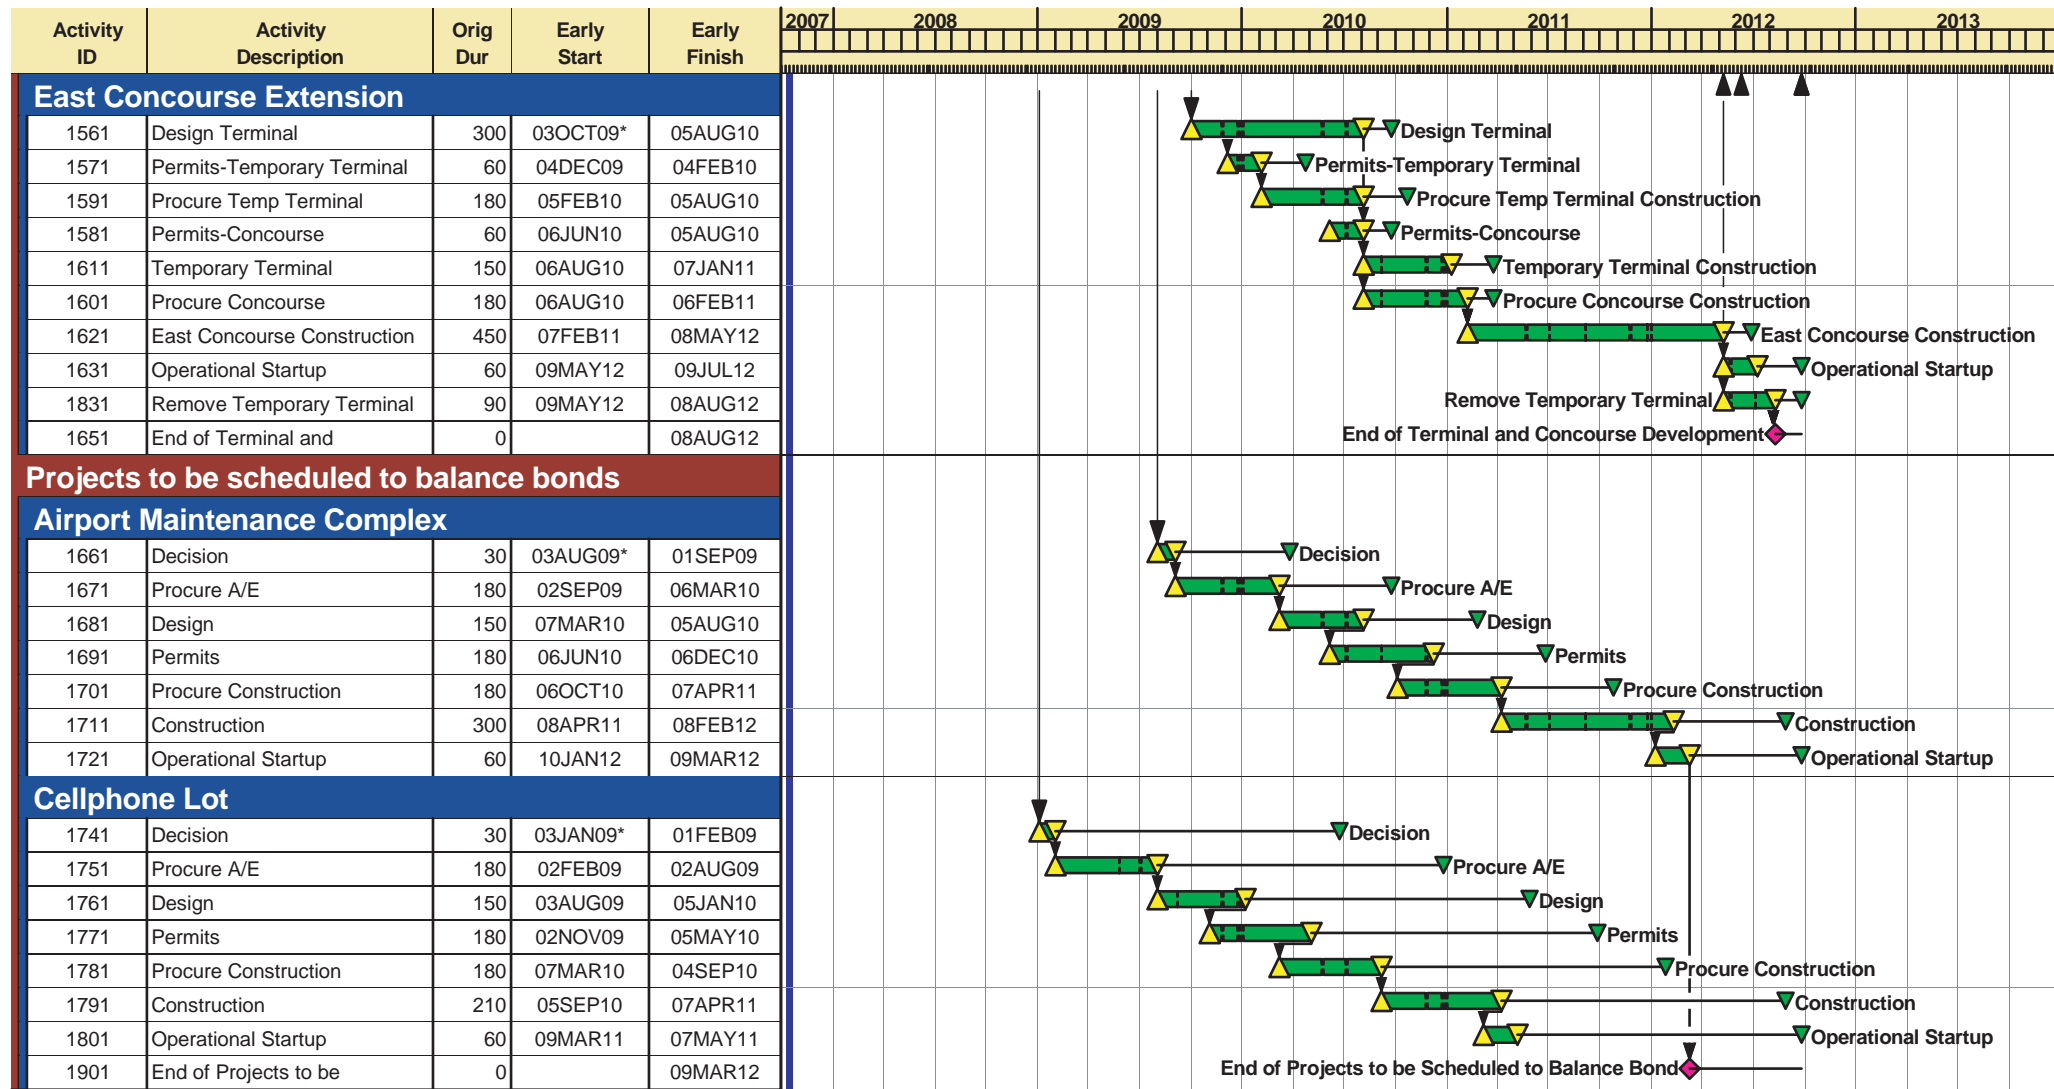 Activity ID Activity Description Orig Dur Early Start Early Finish 2007 2008 2009 2010 2011 2012 2013
East Concourse Extension
1561 Design Terminal 300 03OCT09* 05AUG10 Design Terminal
1571 Permits-Temporary Terminal 60 04DEC09 04FEB10 Permits-Temporary Terminal
1591 Procure Temp Terminal 180 05FEB10 05AUG10 Procure Temp Terminal Construction
1581 Permits-Concourse 60 06JUN10 05AUG10 Permits-Concourse
1611 Temporary Terminal 150 06AUG10 07JAN11 Temporary Terminal Construction
1601 Procure Concourse 180 06AUG10 06FEB11 Procure Concourse Construction
1621 East Concourse Construction 450 07FEB11 08MAY12 East Concourse Construction
1631 Operational Startup 60 09MAY12 09JUL12 Operational Startup
1831 Remove Temporary Terminal 90 09MAY12 08AUG12 Remove Temporary Terminal
1651 End of Terminal and 0 08AUG12 End of Terminal and Concourse Development
Projects to be scheduled to balance bonds
Airport Maintenance Complex
1661 Decision 30 03AUG09* 01SEP09 Decision
1671 Procure A/E 180 02SEP09 06MAR10 Procure A/E
1681 Design 150 07MAR10 05AUG10 Design
1691 Permits 180 06JUN10 06DEC10 Permits
1701 Procure Construction 180 06OCT10 07APR11 Procure Construction
1711 Construction 300 08APR11 08FEB12 Construction
1721 Operational Startup 60 10JAN12 09MAR12 Operational Startup
Cellphone Lot
1741 Decision 30 03JAN09* 01FEB09 Decision
1751 Procure A/E 180 02FEB09 02AUG09 Procure A/E
1761 Design 150 03AUG09 05JAN10 Design
1771 Permits 180 02NOV09 05MAY10 Permits
1781 Procure Construction 180 07MAR10 04SEP10 Procure Construction
1791 Construction 210 05SEP10 07APR11 Construction
1801 Operational Startup 60 09MAR11 07MAY11 Operational Startup
1901 End of Projects to be 0 09MAR12 End of Projects to be Scheduled to Balance Bond